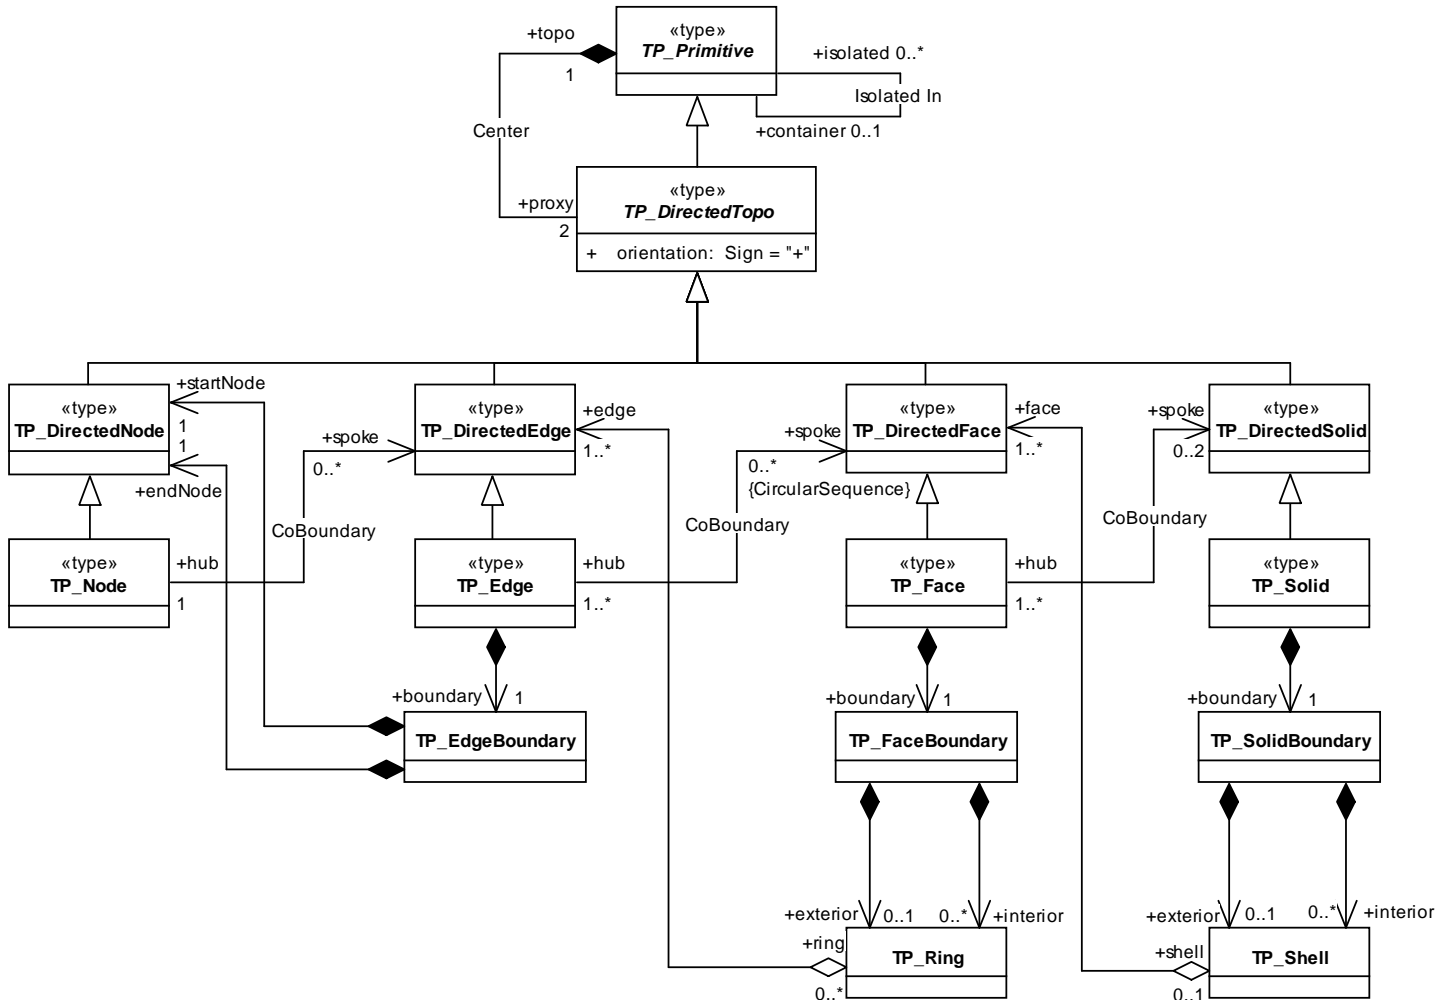 +topo
1
«type»
TP_Primitive
+isolated 0..*
Isolated In
+container 0..1
Center
+proxy
2
«type»
TP_DirectedTopo
+ orientation: Sign = "+"
«type»
TP_DirectedNode
+startNode
1
1
+endNode
«type»
TP_DirectedEdge
+spoke
0..*
+edge
1..*
«type»
TP_DirectedFace
+spoke
0..*
{CircularSequence}
+face
1..*
«type»
TP_DirectedSolid
+spoke
0..2
CoBoundary
CoBoundary
CoBoundary
«type»
TP_Node
+hub
1
«type»
TP_Edge
+hub
1..*
«type»
TP_Face
+hub
1..*
«type»
TP_Solid
+boundary
1
TP_EdgeBoundary
+boundary
1
TP_FaceBoundary
+boundary
1
TP_SolidBoundary
+exterior
0..1
0..*
+interior
+ring
0..*
TP_Ring
+exterior
0..1
0..*
+interior
+shell
0..1
TP_Shell